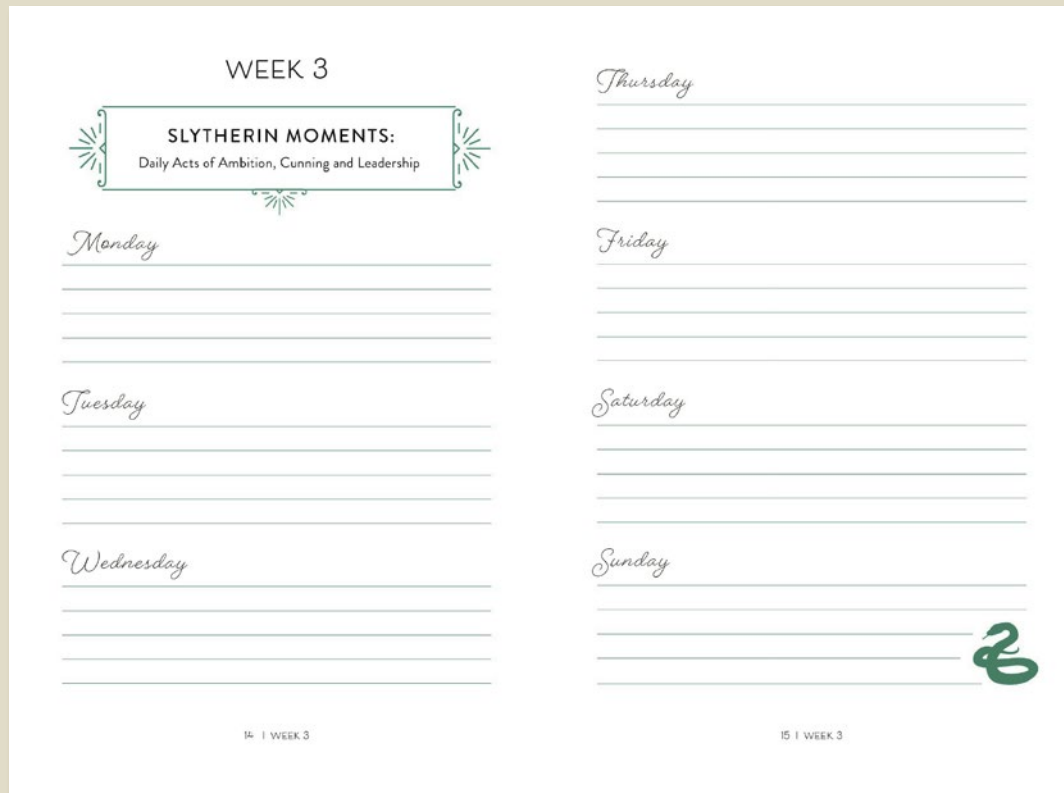 WEEK 3
SLYTHERIN MOMENTS:
Daily Acts of Ambition, Cunning and Leadership
Monday
Tuesday
Wednesday
14 | WEEK 3
Thursday
Friday
Saturday
Sunday
15 | WEEK 3